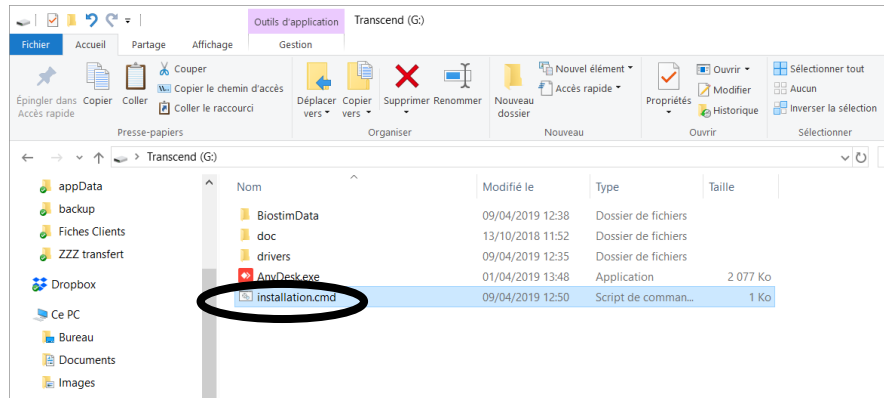 Outils d'application Transcend (G:)
Fichier Accueil Partage Affichage Gestion
Épingler dans Accès rapide
Copier
Coller
Couper
Copier le chemin d'accès
Coller le raccourci
Presse-papiers
Déplacer vers
Copier vers
Supprimer
Renommer
Organiser
Nouveau dossier
Nouvel élément
Accès rapide
Nouveau
Propriétés
Ouvrir
Modifier
Historique
Ouvrir
Sélectionner tout
Aucun
Inverser la sélection
Sélectionner
Transcend (G:)
appData
backup
Fiches Clients
ZZZ transfert
Dropbox
Ce PC
Bureau
Documents
Images
Nom Modifié le Type Taille
BiostimData 09/04/2019 12:38 Dossier de fichiers
doc 13/10/2018 11:52 Dossier de fichiers
drivers 09/04/2019 12:35 Dossier de fichiers
AnyDesk.exe 01/04/2019 13:48 Application 2 077 Ko
installation.cmd 09/04/2019 12:50 Script de comman... 1 Ko